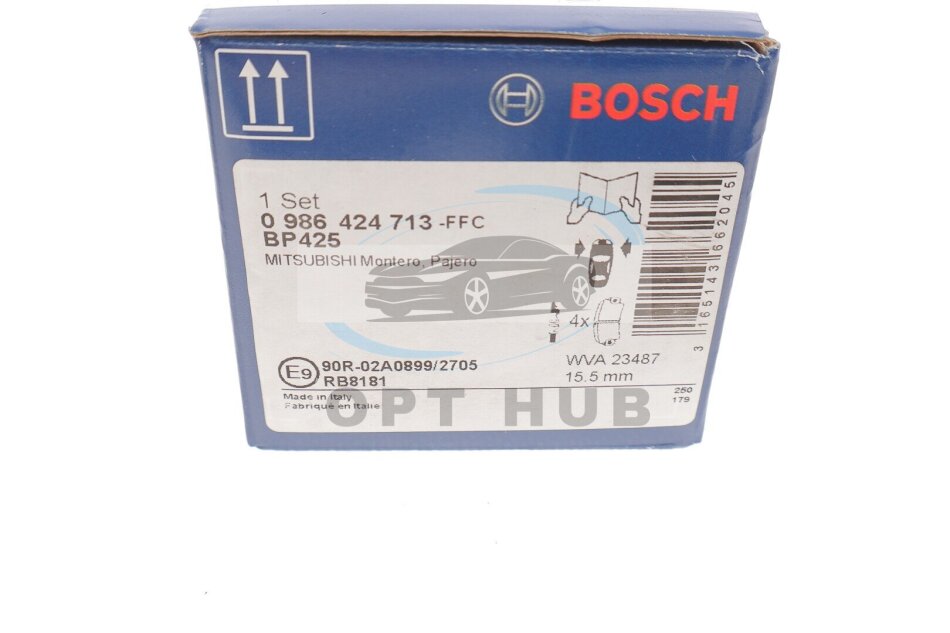 BOSCH
1 Set
0 986 424 713 -FFC
BP425
MITSUBISHI Montero, Pajero
4x
E9
90R-02A0899/2705
RB8181
Made in Italy
Fabriqué en Italie
WVA 23487
15.5 mm
250
179
3 165143 662045
OPT HUB